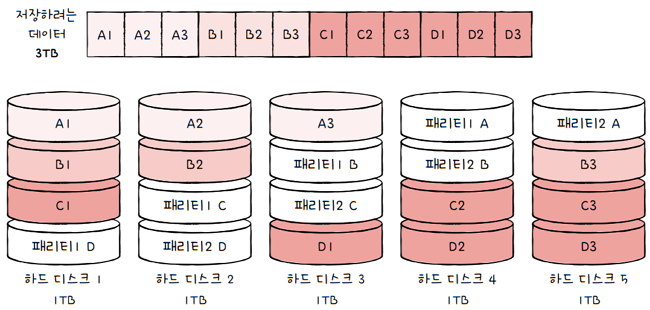 저장하려는
데이터
3TB
A1 A2 A3 B1 B2 B3 C1 C2 C3 D1 D2 D3
A1 A2 A3 패리티1 A 패리티2 A
B1 B2 패리티1 B 패리티2 B B3
C1 패리티1 C 패리티2 C C2 C3
패리티1 D 패리티2 D D1 D2 D3
하드 디스크 1 하드 디스크 2 하드 디스크 3 하드 디스크 4 하드 디스크 5
1TB 1TB 1TB 1TB 1TB